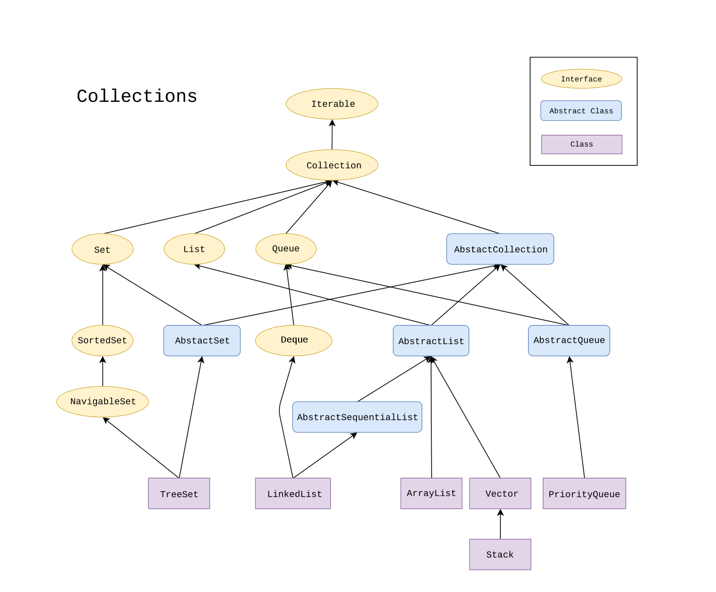 Collections
Interface
Abstract Class
Class
Iterable
Collection
Set
List
Queue
AbstactCollection
SortedSet
AbstactSet
Deque
AbstractList
AbstractQueue
NavigableSet
AbstractSequentialList
TreeSet
LinkedList
ArrayList
Vector
PriorityQueue
Stack